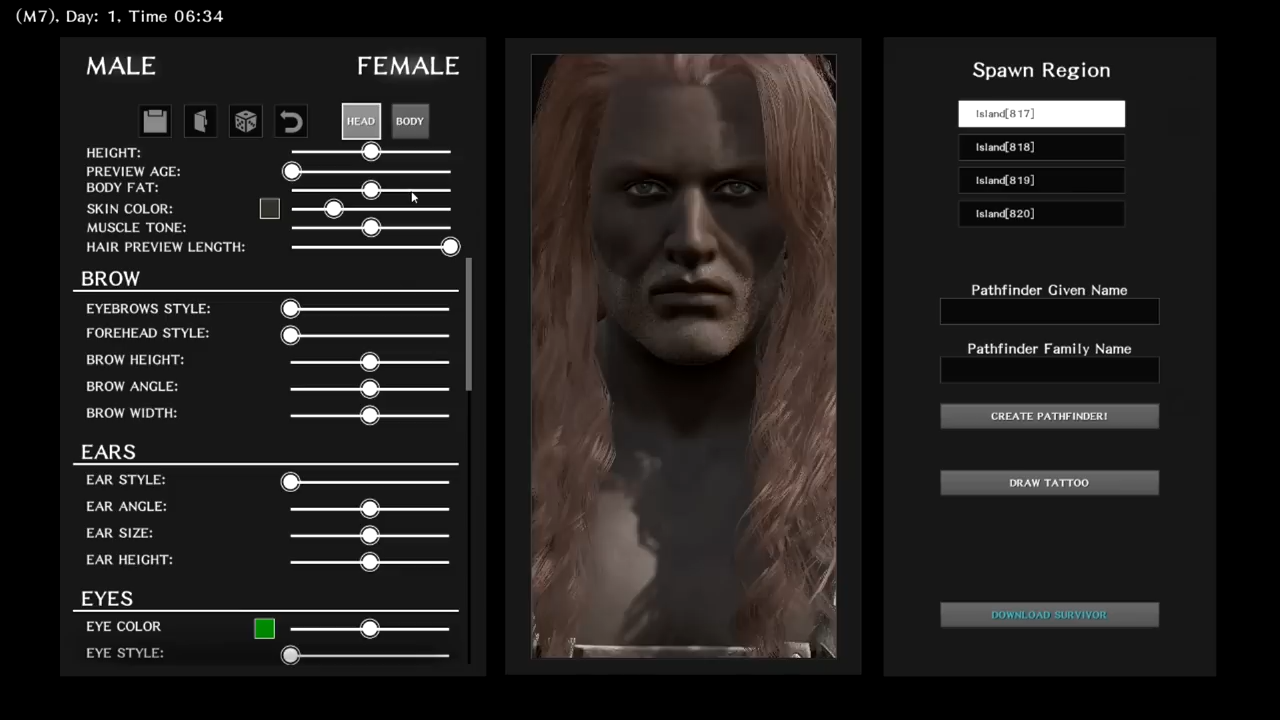 (M7), Day: 1, Time 06:34
MALE
FEMALE
HEAD
BODY
HEIGHT:
PREVIEW AGE:
BODY FAT:
SKIN COLOR:
MUSCLE TONE:
HAIR PREVIEW LENGTH:
BROW
EYEBROWS STYLE:
FOREHEAD STYLE:
BROW HEIGHT:
BROW ANGLE:
BROW WIDTH:
EARS
EAR STYLE:
EAR ANGLE:
EAR SIZE:
EAR HEIGHT:
EYES
EYE COLOR
EYE STYLE:
Spawn Region
Island[817]
Island[818]
Island[819]
Island[820]
Pathfinder Given Name
Pathfinder Family Name
CREATE PATHFINDER!
DRAW TATTOO
DOWNLOAD SURVIVOR